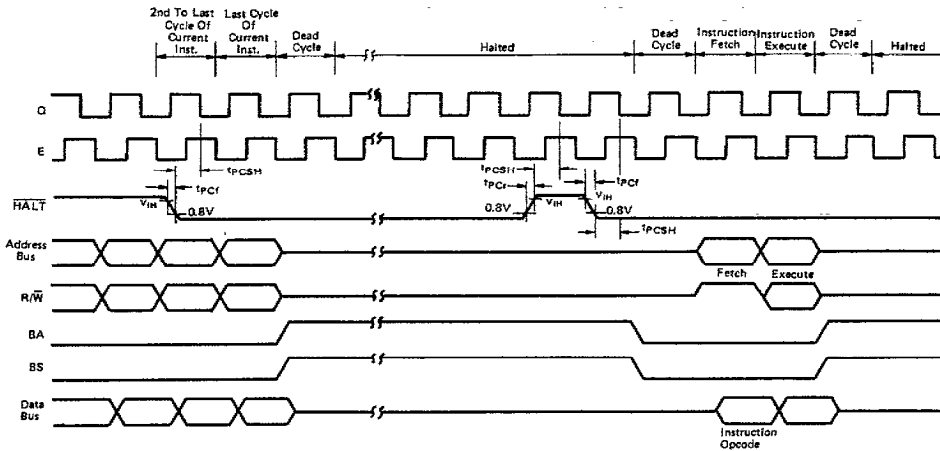 2nd To Last
Cycle Of
Current
Inst.
Last Cycle
Of
Current
Inst.
Dead
Cycle
Halted
Dead
Cycle
Instruction
Fetch
Instruction
Execute
Dead
Cycle
Halted
Q
E
tPCSH
tPCSH
tPCf
tPCr
tPCf
HALT
VIH
0.8V
0.8V
VIH
0.8V
tPCSH
Address
Bus
Fetch
Execute
R/W
BA
BS
Data
Bus
Instruction
Opcode